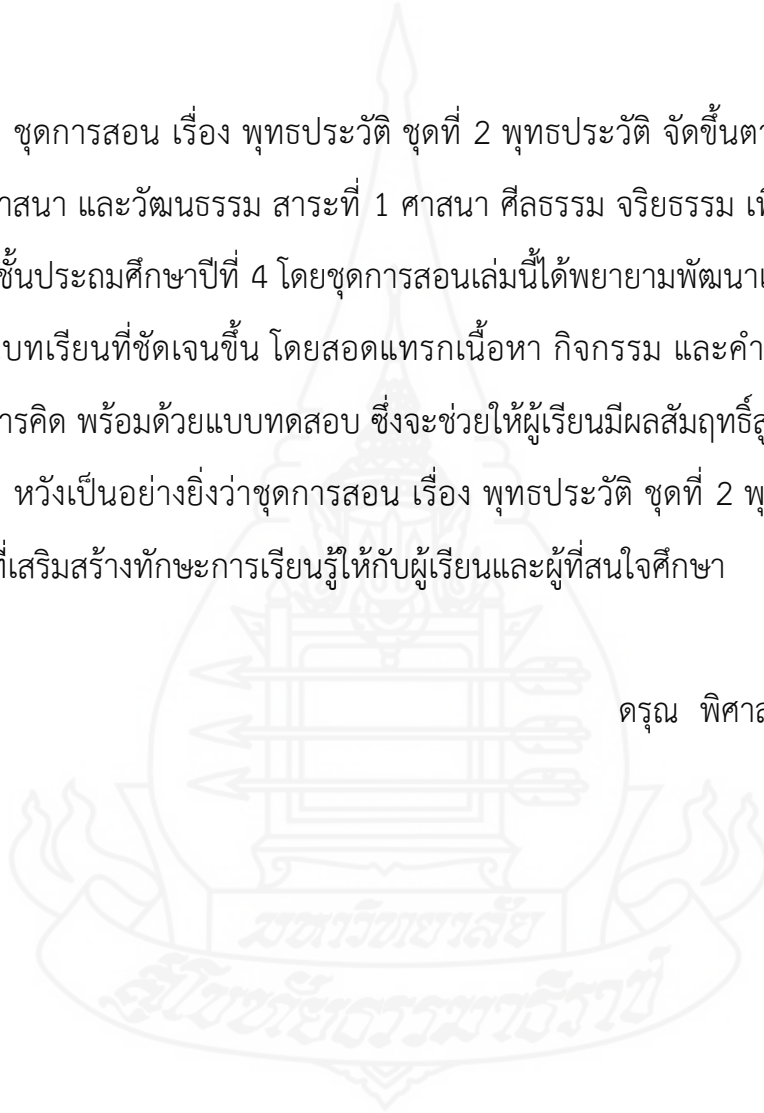 ชุดการสอน เรื่อง พุทธประวัติ ชุดที่ 2 พุทธประวัติ จัดขึ้นตา
าสนา และวัฒนธรรม สาระที่ 1 ศาสนา ศีลธรรม จริยธรรม เพื
ชั้นประถมศึกษาปีที่ 4 โดยชุดการสอนเล่มนี้ได้พยายามพัฒนาเ
บทเรียนที่ชัดเจนขึ้น โดยสอดแทรกเนื้อหา กิจกรรม และคำ
ารคิด พร้อมด้วยแบบทดสอบ ซึ่งจะช่วยให้ผู้เรียนมีผลสัมฤทธิ์สู
หวังเป็นอย่างยิ่งว่าชุดการสอน เรื่อง พุทธประวัติ ชุดที่ 2 พุ
ที่เสริมสร้างทักษะการเรียนรู้ให้กับผู้เรียนและผู้ที่สนใจศึกษา
ดรุณ พิศาล
มหาวิทยาลัย
สุโขทัยธรรมาธิราช